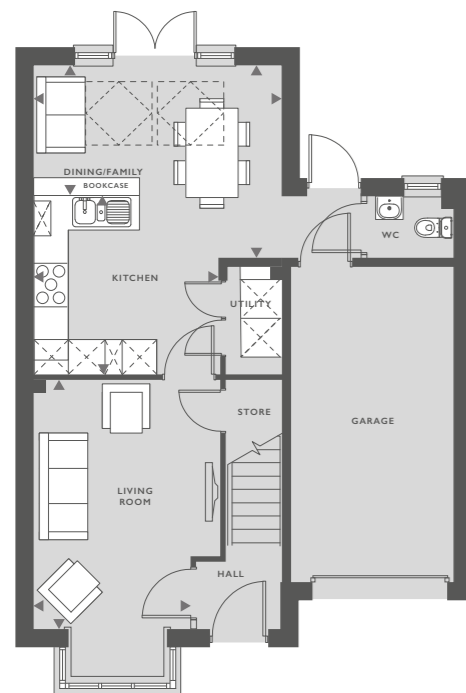 DINING/FAMILY
BOOKCASE
WC
KITCHEN
UTILITY
STORE
GARAGE
LIVING
ROOM
HALL